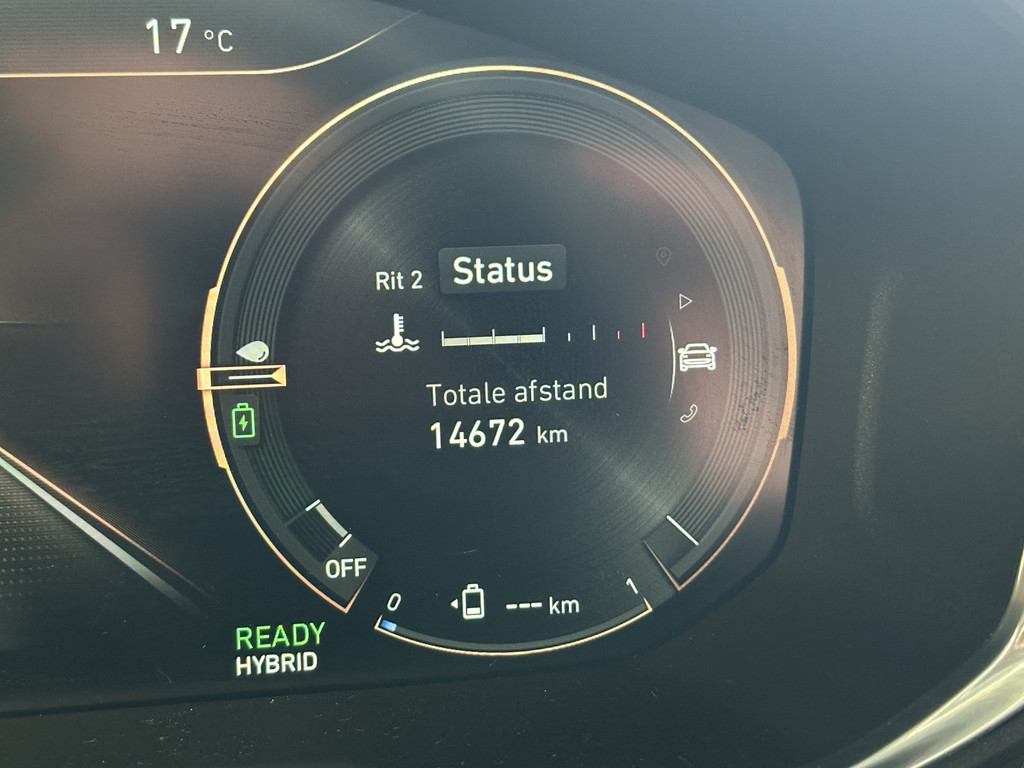 17 °C
Rit 2 Status
Totale afstand
14672 km
OFF
0 --- km 1
READY
HYBRID